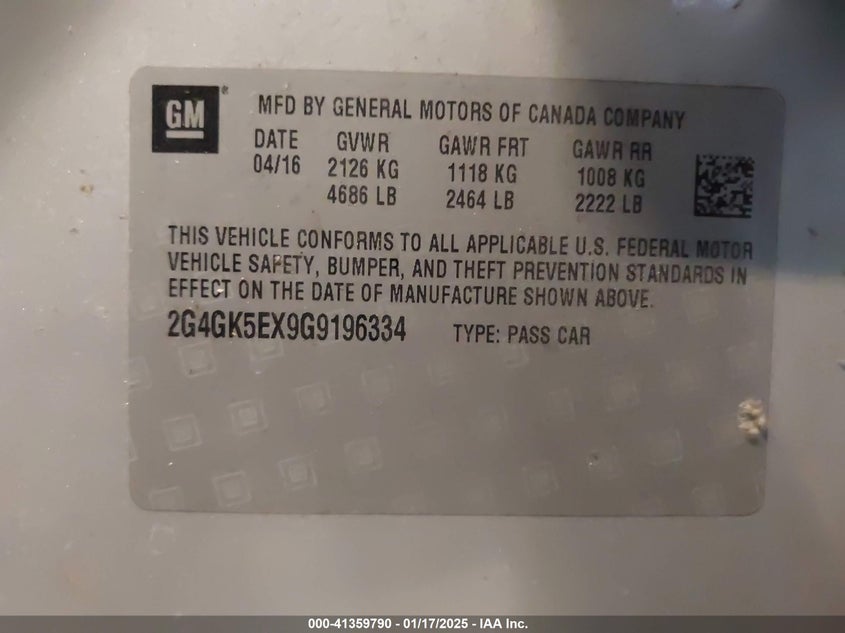 GM®
MFD BY GENERAL MOTORS OF CANADA COMPANY
DATE GVWR GAWR FRT GAWR RR
04/16 2126 KG 1118 KG 1008 KG
4686 LB 2464 LB 2222 LB
THIS VEHICLE CONFORMS TO ALL APPLICABLE U.S. FEDERAL MOTOR
VEHICLE SAFETY, BUMPER, AND THEFT PREVENTION STANDARDS IN
EFFECT ON THE DATE OF MANUFACTURE SHOWN ABOVE.
2G4GK5EX9G9196334 TYPE: PASS CAR
000-41359790 — 01/17/2025 — IAA Inc.